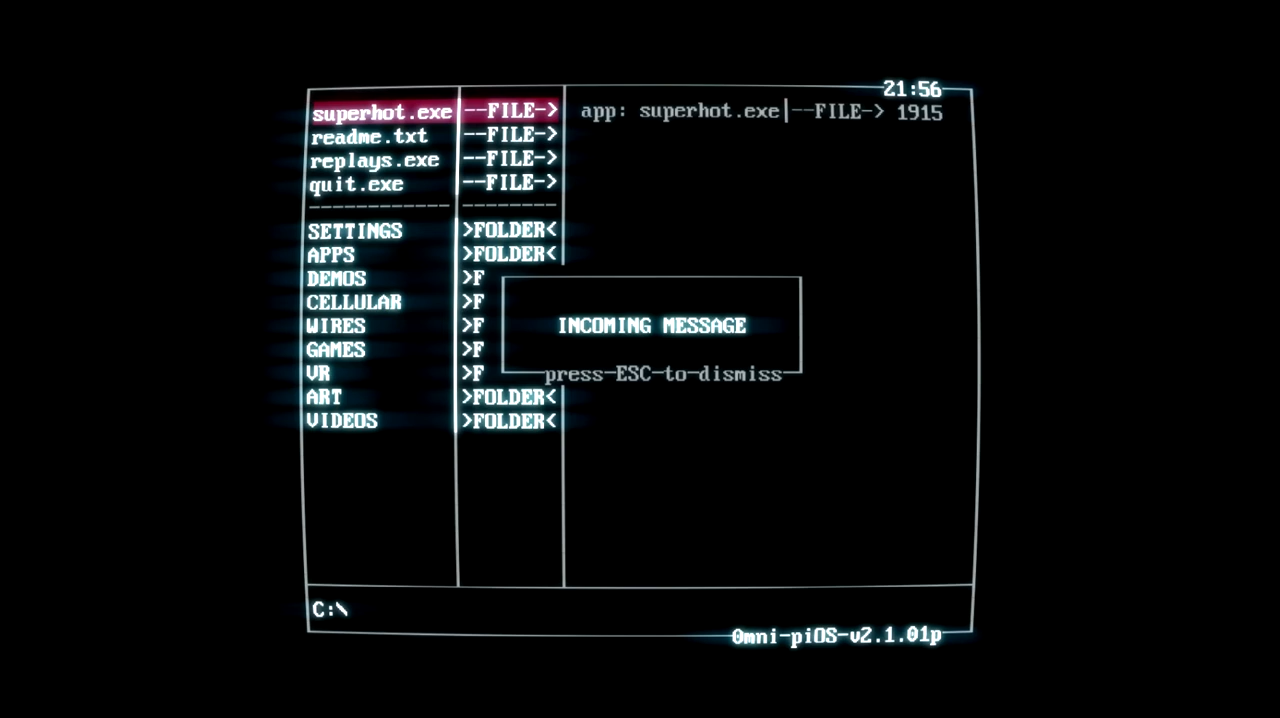 21:56
superhot.exe --FILE-> app: superhot.exe|--FILE-> 1915
readme.txt --FILE->
replays.exe --FILE->
quit.exe --FILE->
------------ --------
SETTINGS >FOLDER<
APPS >FOLDER<
DEMOS >F
CELLULAR >F
WIRES >F
GAMES >F
VR >F
ART >FOLDER<
VIDEOS >FOLDER<
INCOMING MESSAGE
press-ESC-to-dismiss
C:\
0mni-piOS-v2.1.01p